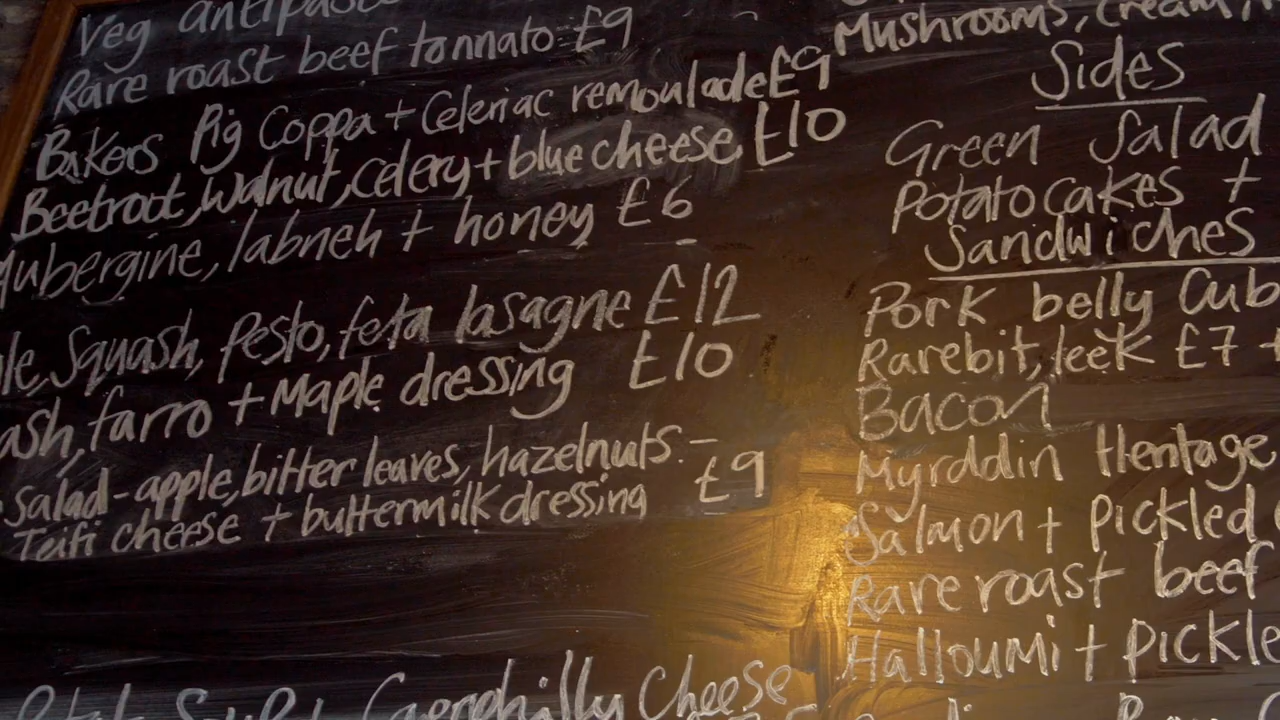 Veg antipasti
Rare roast beef tonnato £9
Bakers Pig Coppa + Celeriac remoulade £9
Beetroot, Walnut, celery + blue cheese £10
Aubergine, labneh + honey £6
Squash, pesto, feta lasagne £12
farro + Maple dressing £10
Salad - apple, bitter leaves, hazelnuts -
Teifi cheese + buttermilk dressing £9
Caerphilly Cheese
Mushrooms, cream,
Sides
Green Salad
Potato cakes +
Sandwiches
Pork belly Cub
Rarebit, leek £7 +
Bacon
Myrddin Heritage
Salmon + Pickled
Rare roast beef
Halloumi + Pickle